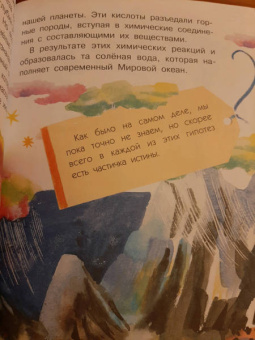 нашей планеты. Эти кислоты разъедали гор-
ные породы, вступая в химические соедине-
ния с составляющими их веществами.
В результате этих химических реакций и
образовалась та солёная вода, которая на-
полняет современный Мировой океан.
Как было на самом деле, мы
пока точно не знаем, но скорее
всего в каждой из этих гипотез
есть частичка истины.